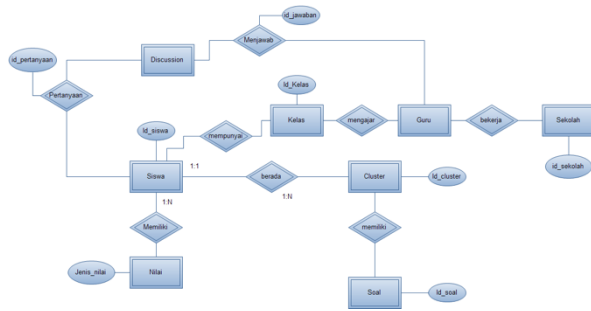 id_jawaban
Menjawab
id_pertanyaan
Discussion
Pertanyaan
Id_Kelas
Kelas
mengajar
Guru
bekerja
Sekolah
Id_siswa
mempunyai
id_sekolah
1:1
Siswa
berada
Cluster
Id_cluster
1:N
1:N
Memiliki
memiliki
Jenis_nilai
Nilai
Soal
Id_soal